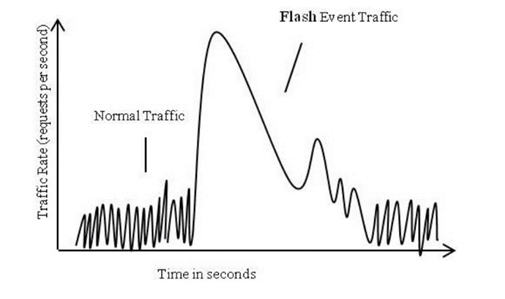 Flash Event Traffic
Normal Traffic
Traffic Rate (requests per second)
Time in seconds